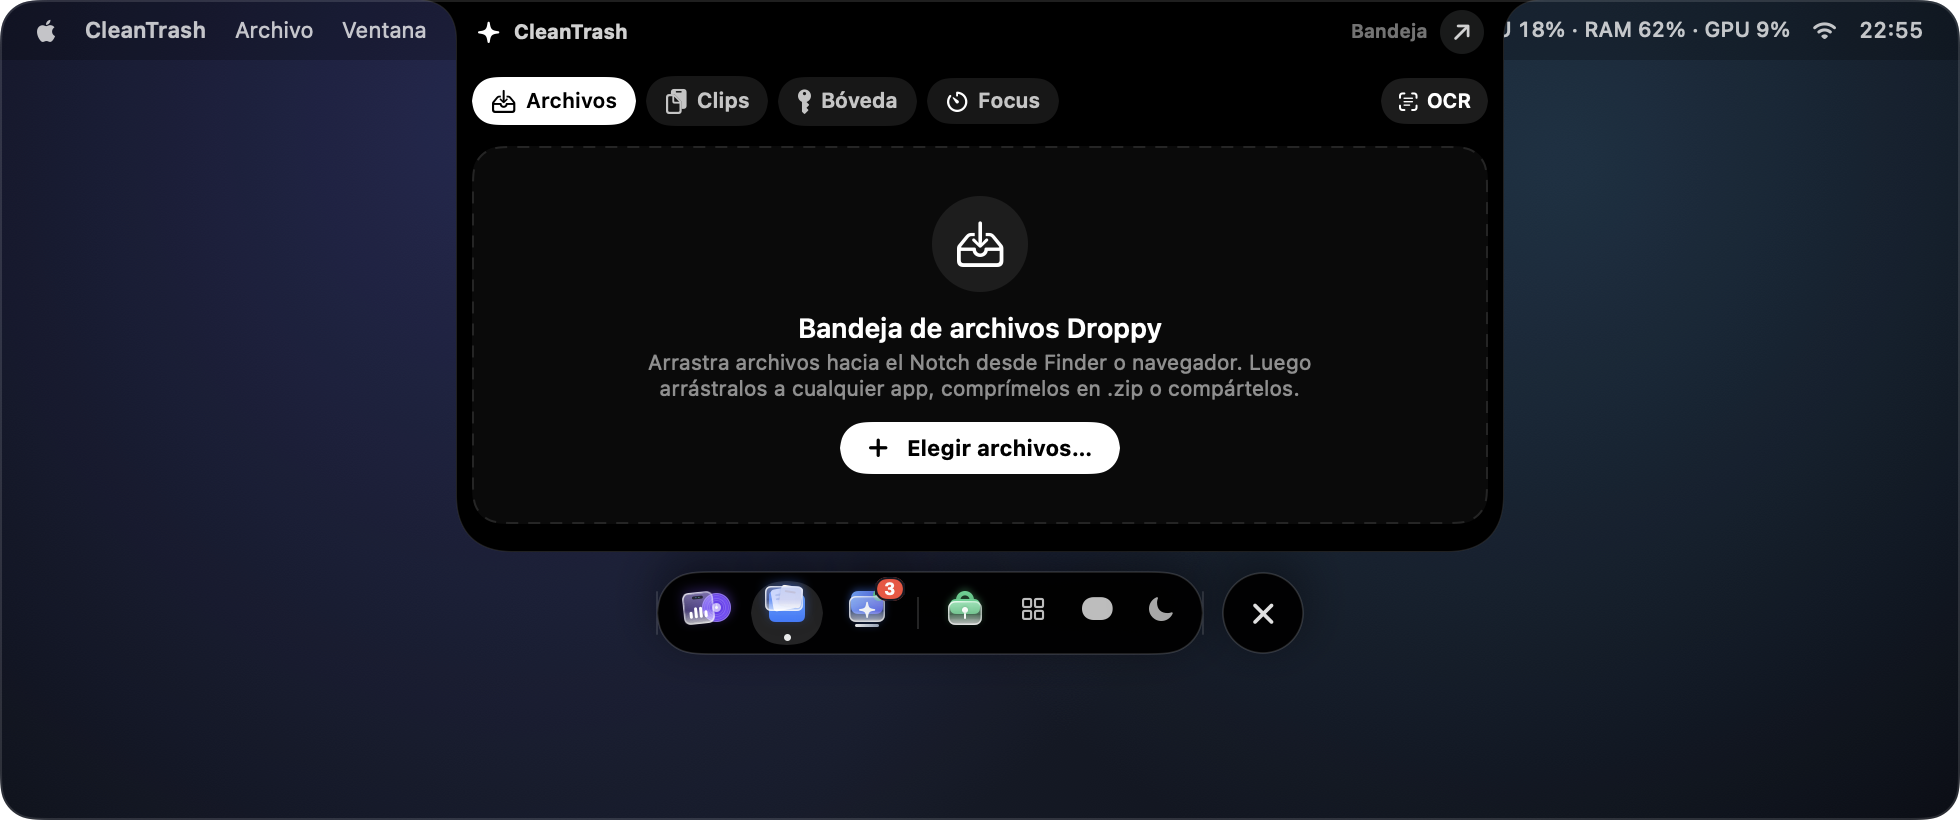 CleanTrash Archivo Ventana
CleanTrash
Bandeja
18% · RAM 62% · GPU 9% 22:55
Archivos Clips Bóveda Focus OCR
Bandeja de archivos Droppy
Arrastra archivos hacia el Notch desde Finder o navegador. Luego
arrástralos a cualquier app, comprímelos en .zip o compártelos.
+ Elegir archivos...
3